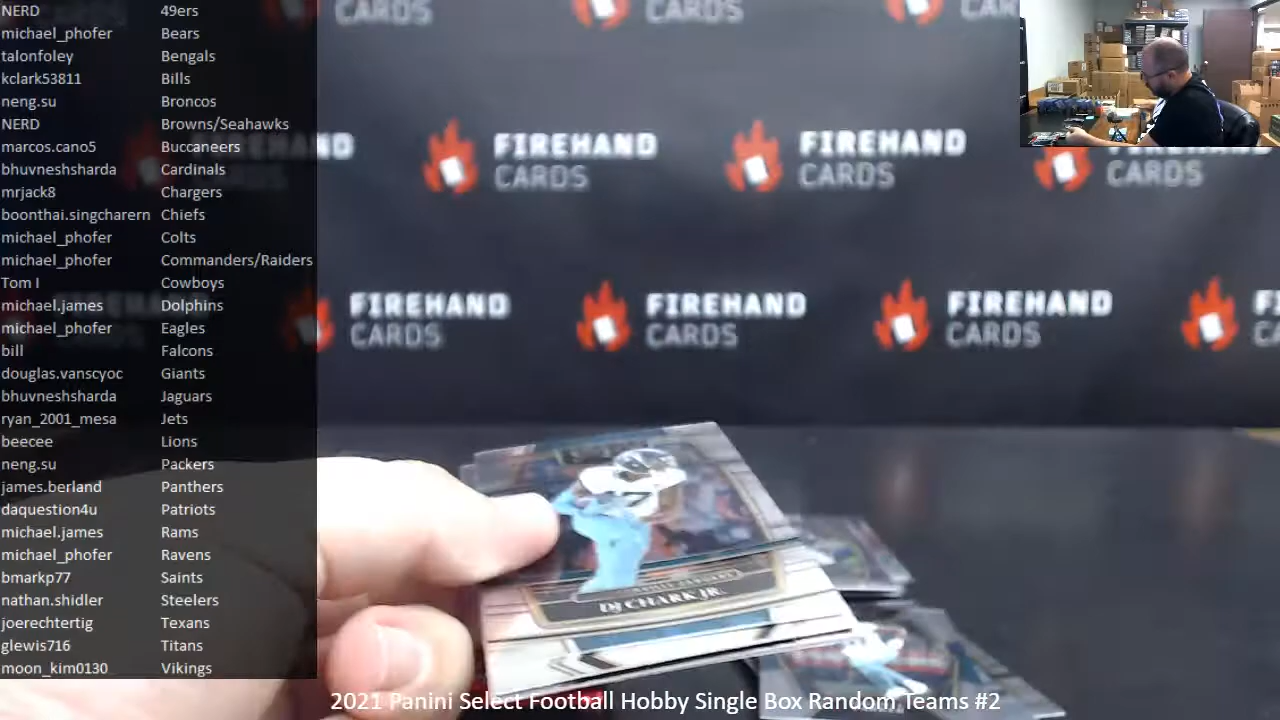 NERD 49ers
michael_phofer Bears
talonfoley Bengals
kclark53811 Bills
neng.su Broncos
NERD Browns/Seahawks
marcos.cano5 Buccaneers
bhuvneshsharda Cardinals
mrjack8 Chargers
boonthai.singcharern Chiefs
michael_phofer Colts
michael_phofer Commanders/Raiders
Tom I Cowboys
michael.james Dolphins
michael_phofer Eagles
bill Falcons
douglas.vanscyoc Giants
bhuvneshsharda Jaguars
ryan_2001_mesa Jets
beecee Lions
neng.su Packers
james.berland Panthers
daquestion4u Patriots
michael.james Rams
michael_phofer Ravens
bmarkp77 Saints
nathan.shidler Steelers
joerechtertig Texans
glewis716 Titans
moon_kim0130 Vikings
CARDS CARDS
FIREHAND FIREHAND
CARDS CARDS CARDS
FIREHAND FIREHAND FIREHAND
CARDS CARDS CARDS
DJ CHARK JR.
2021 Panini Select Football Hobby Single Box Random Teams #2